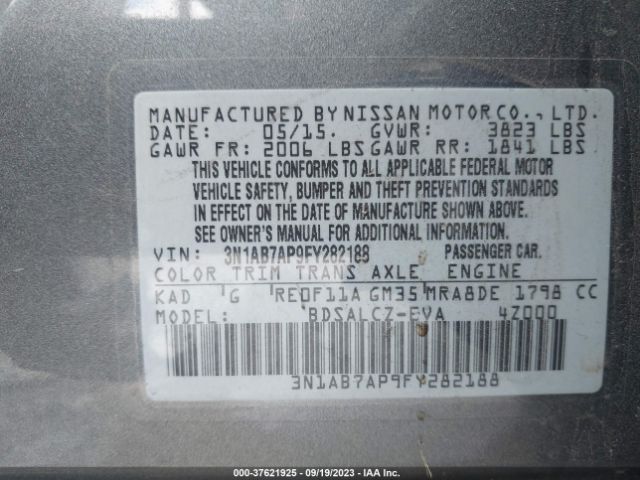 MANUFACTURED BY NISSAN MOTOR CO., LTD.
DATE: 05/15. GVWR: 3823 LBS
GAWR FR: 2006 LBS GAWR RR: 1841 LBS
THIS VEHICLE CONFORMS TO ALL APPLICABLE FEDERAL MOTOR
VEHICLE SAFETY, BUMPER AND THEFT PREVENTION STANDARDS
IN EFFECT ON THE DATE OF MANUFACTURE SHOWN ABOVE.
SEE OWNER'S MANUAL FOR ADDITIONAL INFORMATION.
VIN: 3N1AB7AP9FY282188 PASSENGER CAR.
COLOR TRIM TRANS AXLE ENGINE
KAD G RE0F11A GM35 MRA8DE 1798 CC
MODEL: BDSALCZ-EVA 4Z000
3N1AB7AP9FY282188
000-37621925 - 09/19/2023 - IAA Inc.